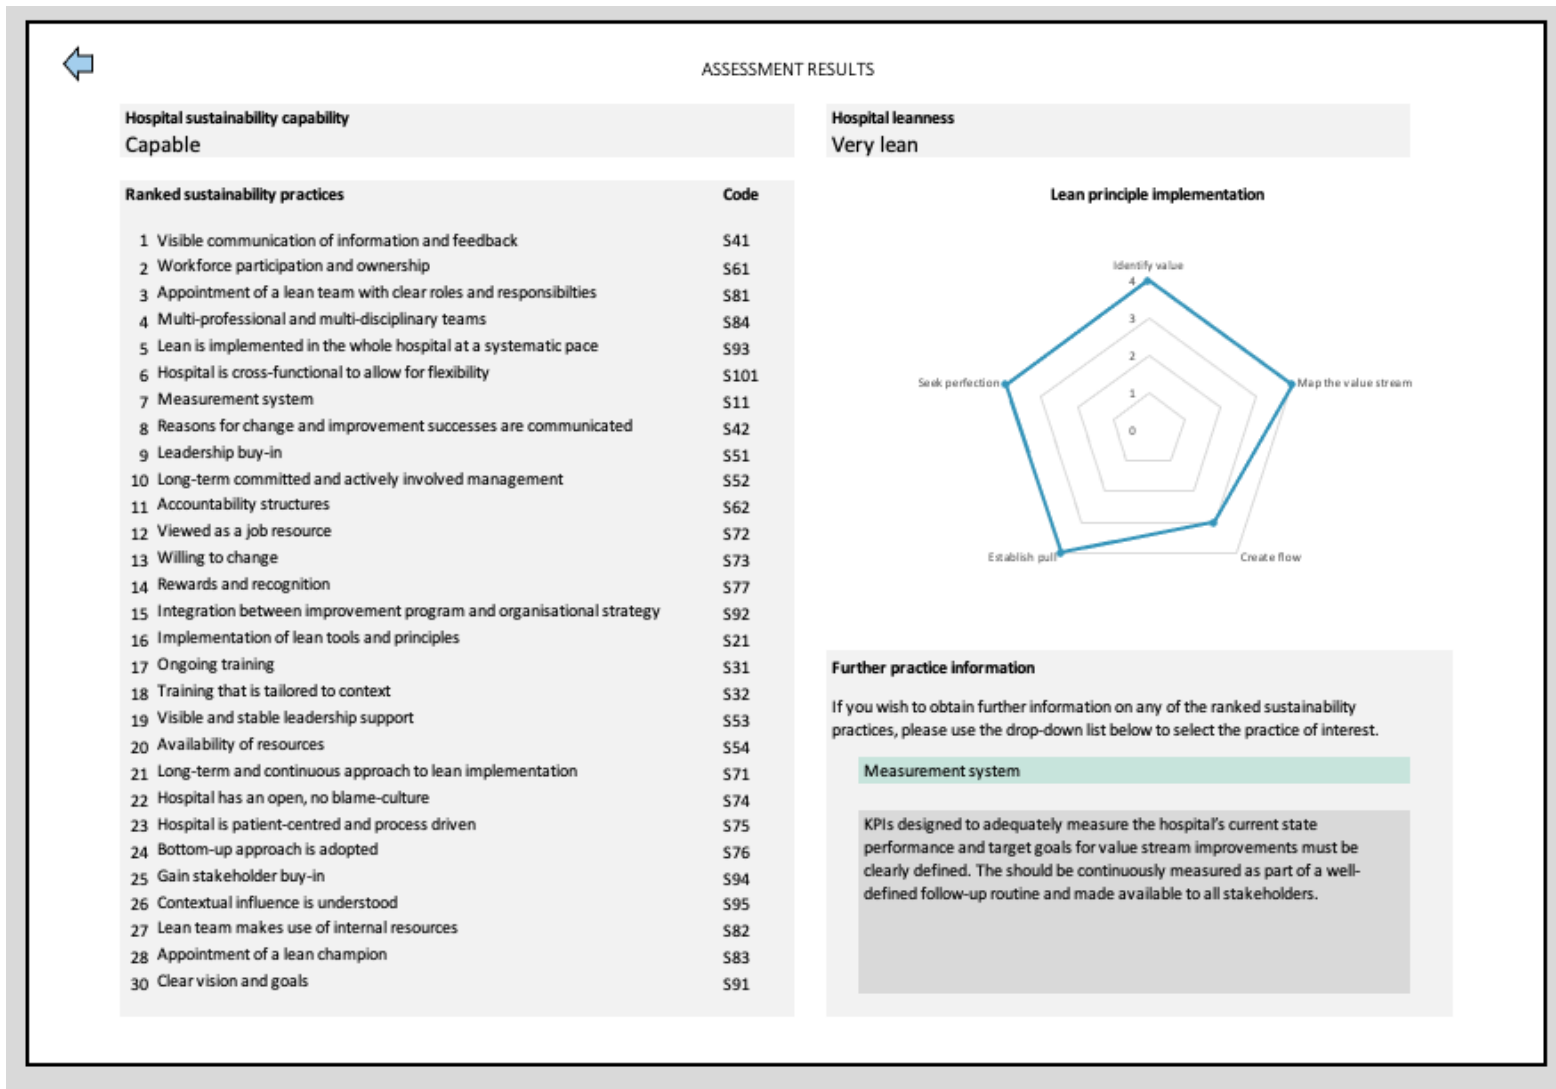 ASSESSMENT RESULTS
Hospital sustainability capability
Capable
Hospital leanness
Very lean
Ranked sustainability practices Code
1 Visible communication of information and feedback S41
2 Workforce participation and ownership S61
3 Appointment of a lean team with clear roles and responsibilties S81
4 Multi-professional and multi-disciplinary teams S84
5 Lean is implemented in the whole hospital at a systematic pace S93
6 Hospital is cross-functional to allow for flexibility S101
7 Measurement system S11
8 Reasons for change and improvement successes are communicated S42
9 Leadership buy-in S51
10 Long-term committed and actively involved management S52
11 Accountability structures S62
12 Viewed as a job resource S72
13 Willing to change S73
14 Rewards and recognition S77
15 Integration between improvement program and organisational strategy S92
16 Implementation of lean tools and principles S21
17 Ongoing training S31
18 Training that is tailored to context S32
19 Visible and stable leadership support S53
20 Availability of resources S54
21 Long-term and continuous approach to lean implementation S71
22 Hospital has an open, no blame-culture S74
23 Hospital is patient-centred and process driven S75
24 Bottom-up approach is adopted S76
25 Gain stakeholder buy-in S94
26 Contextual influence is understood S95
27 Lean team makes use of internal resources S82
28 Appointment of a lean champion S83
30 Clear vision and goals S91
Lean principle implementation
Identify value
4
3
2
1
0
Seek perfection
Map the value stream
Establish pull
Create flow
Further practice information
If you wish to obtain further information on any of the ranked sustainability
practices, please use the drop-down list below to select the practice of interest.
Measurement system
KPIs designed to adequately measure the hospital's current state
performance and target goals for value stream improvements must be
clearly defined. The should be continuously measured as part of a well-
defined follow-up routine and made available to all stakeholders.